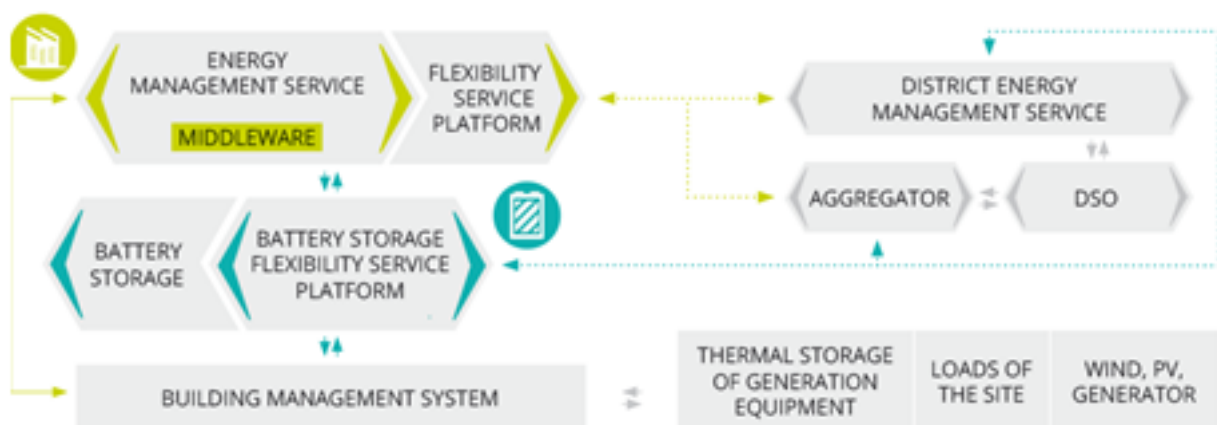 ENERGY
MANAGEMENT SERVICE
MIDDLEWARE
FLEXIBILITY
SERVICE
PLATFORM
DISTRICT ENERGY
MANAGEMENT SERVICE
AGGREGATOR
DSO
BATTERY
STORAGE
BATTERY STORAGE
FLEXIBILITY SERVICE
PLATFORM
BUILDING MANAGEMENT SYSTEM
THERMAL STORAGE
OF GENERATION
EQUIPMENT
LOADS OF
THE SITE
WIND, PV,
GENERATOR